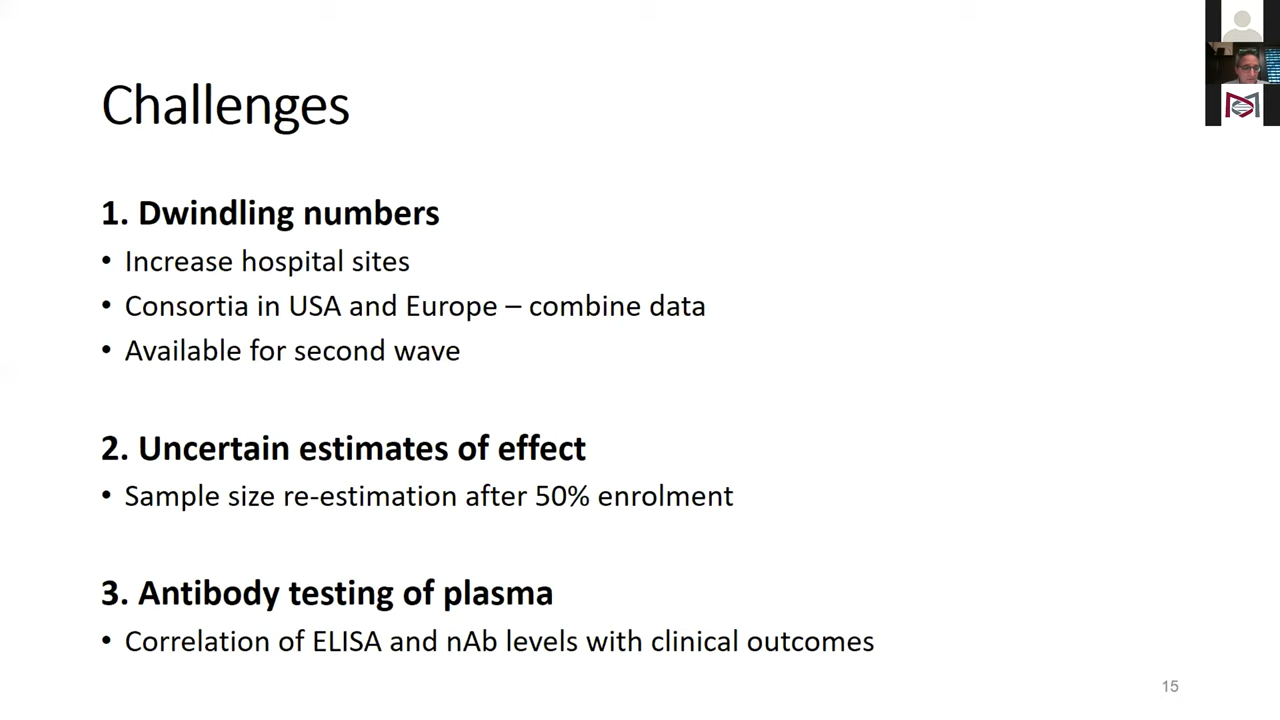 Challenges
1. Dwindling numbers
• Increase hospital sites
• Consortia in USA and Europe – combine data
• Available for second wave
2. Uncertain estimates of effect
• Sample size re-estimation after 50% enrolment
3. Antibody testing of plasma
• Correlation of ELISA and nAb levels with clinical outcomes
15